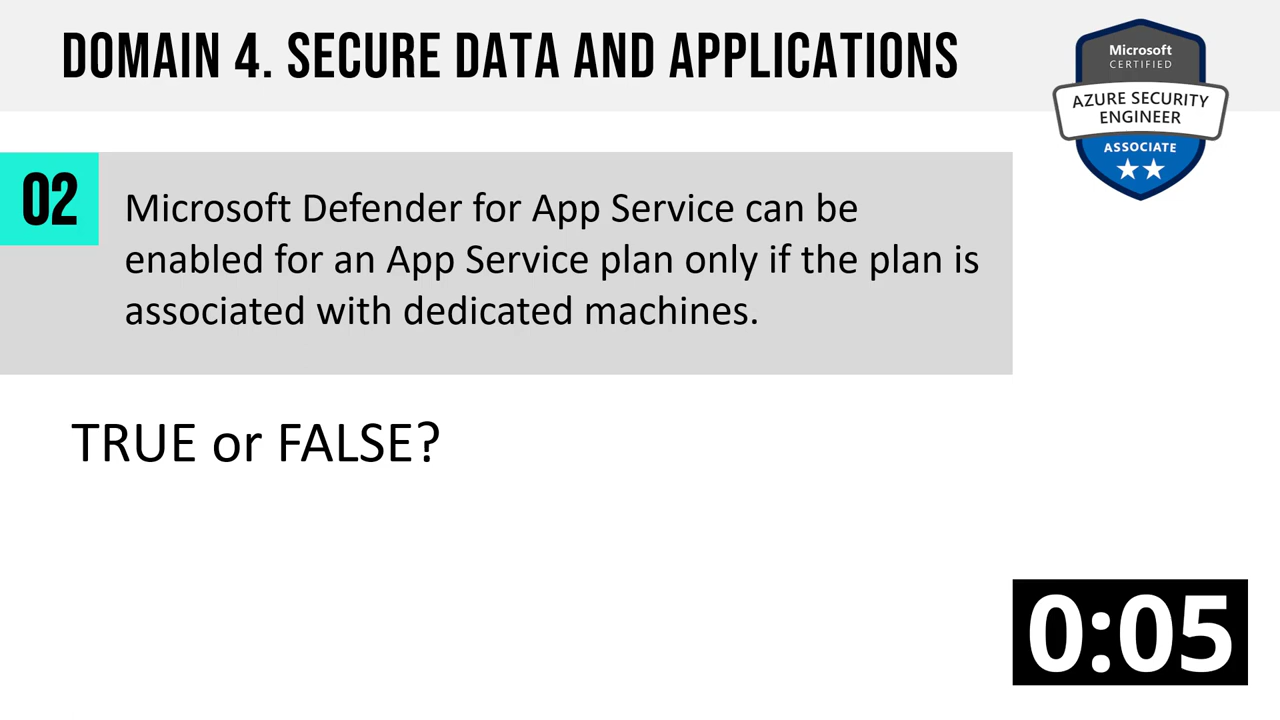 DOMAIN 4. SECURE DATA AND APPLICATIONS
Microsoft
CERTIFIED
AZURE SECURITY
ENGINEER
ASSOCIATE
02
Microsoft Defender for App Service can be
enabled for an App Service plan only if the plan is
associated with dedicated machines.
TRUE or FALSE?
0:05